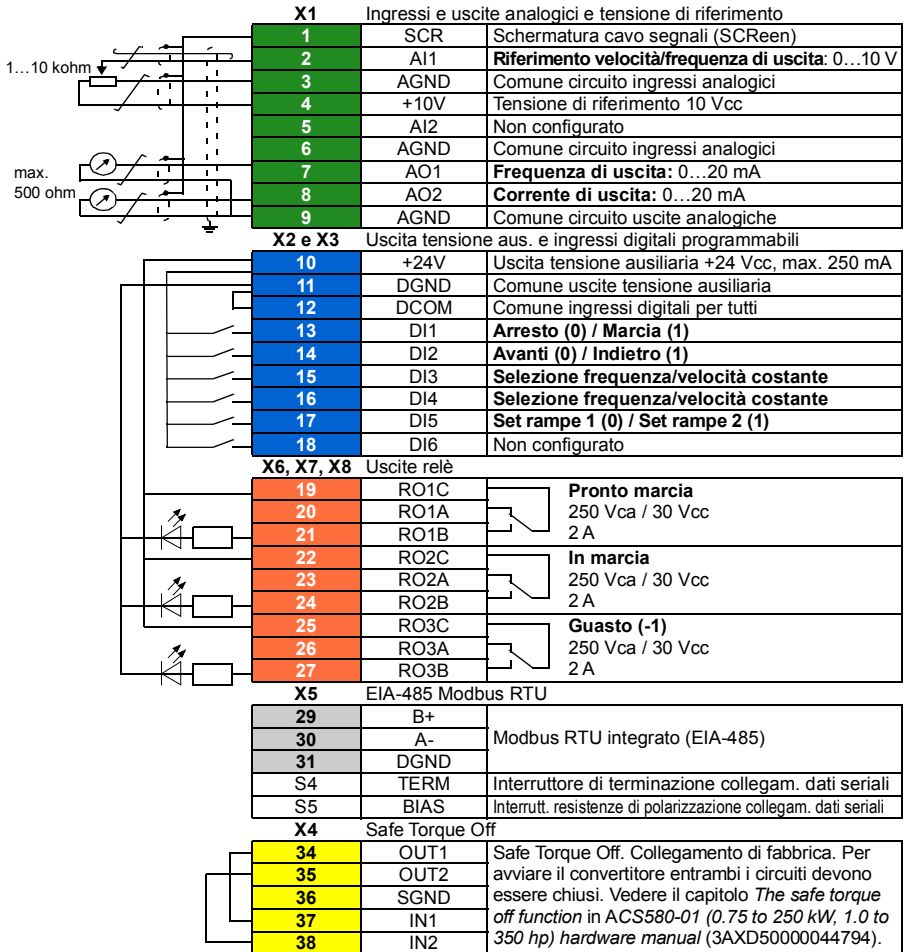 X1 Ingressi e uscite analogici e tensione di riferimento
1 SCR Schermatura cavo segnali (SCReen)
2 AI1 Riferimento velocità/frequenza di uscita: 0…10 V
1…10 kohm
3 AGND Comune circuito ingressi analogici
4 +10V Tensione di riferimento 10 Vcc
5 AI2 Non configurato
6 AGND Comune circuito ingressi analogici
max.
500 ohm
7 AO1 Frequenza di uscita: 0…20 mA
8 AO2 Corrente di uscita: 0…20 mA
9 AGND Comune circuito uscite analogiche
X2 e X3 Uscita tensione aus. e ingressi digitali programmabili
10 +24V Uscita tensione ausiliaria +24 Vcc, max. 250 mA
11 DGND Comune uscite tensione ausiliaria
12 DCOM Comune ingressi digitali per tutti
13 DI1 Arresto (0) / Marcia (1)
14 DI2 Avanti (0) / Indietro (1)
15 DI3 Selezione frequenza/velocità costante
16 DI4 Selezione frequenza/velocità costante
17 DI5 Set rampe 1 (0) / Set rampe 2 (1)
18 DI6 Non configurato
X6, X7, X8 Uscite relè
19 RO1C Pronto marcia
20 RO1A 250 Vca / 30 Vcc
21 RO1B 2 A
22 RO2C In marcia
23 RO2A 250 Vca / 30 Vcc
24 RO2B 2 A
25 RO3C Guasto (-1)
26 RO3A 250 Vca / 30 Vcc
27 RO3B 2 A
X5 EIA-485 Modbus RTU
29 B+
30 A- Modbus RTU integrato (EIA-485)
31 DGND
S4 TERM Interruttore di terminazione collegam. dati seriali
S5 BIAS Interrutt. resistenze di polarizzazione collegam. dati seriali
X4 Safe Torque Off
34 OUT1 Safe Torque Off. Collegamento di fabbrica. Per
35 OUT2 avviare il convertitore entrambi i circuiti devono
36 SGND essere chiusi. Vedere il capitolo The safe torque
37 IN1 off function in ACS580-01 (0.75 to 250 kW, 1.0 to
38 IN2 350 hp) hardware manual (3AXD50000044794).